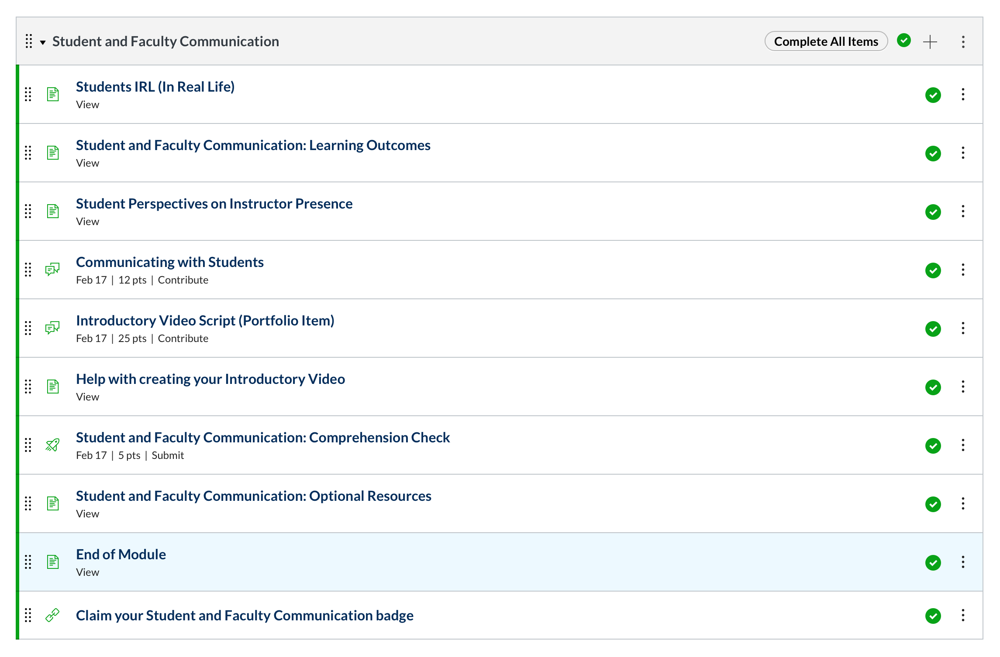 Student and Faculty Communication
Complete All Items
Students IRL (In Real Life)
View
Student and Faculty Communication: Learning Outcomes
View
Student Perspectives on Instructor Presence
View
Communicating with Students
Feb 17 | 12 pts | Contribute
Introductory Video Script (Portfolio Item)
Feb 17 | 25 pts | Contribute
Help with creating your Introductory Video
View
Student and Faculty Communication: Comprehension Check
Feb 17 | 5 pts | Submit
Student and Faculty Communication: Optional Resources
View
End of Module
View
Claim your Student and Faculty Communication badge